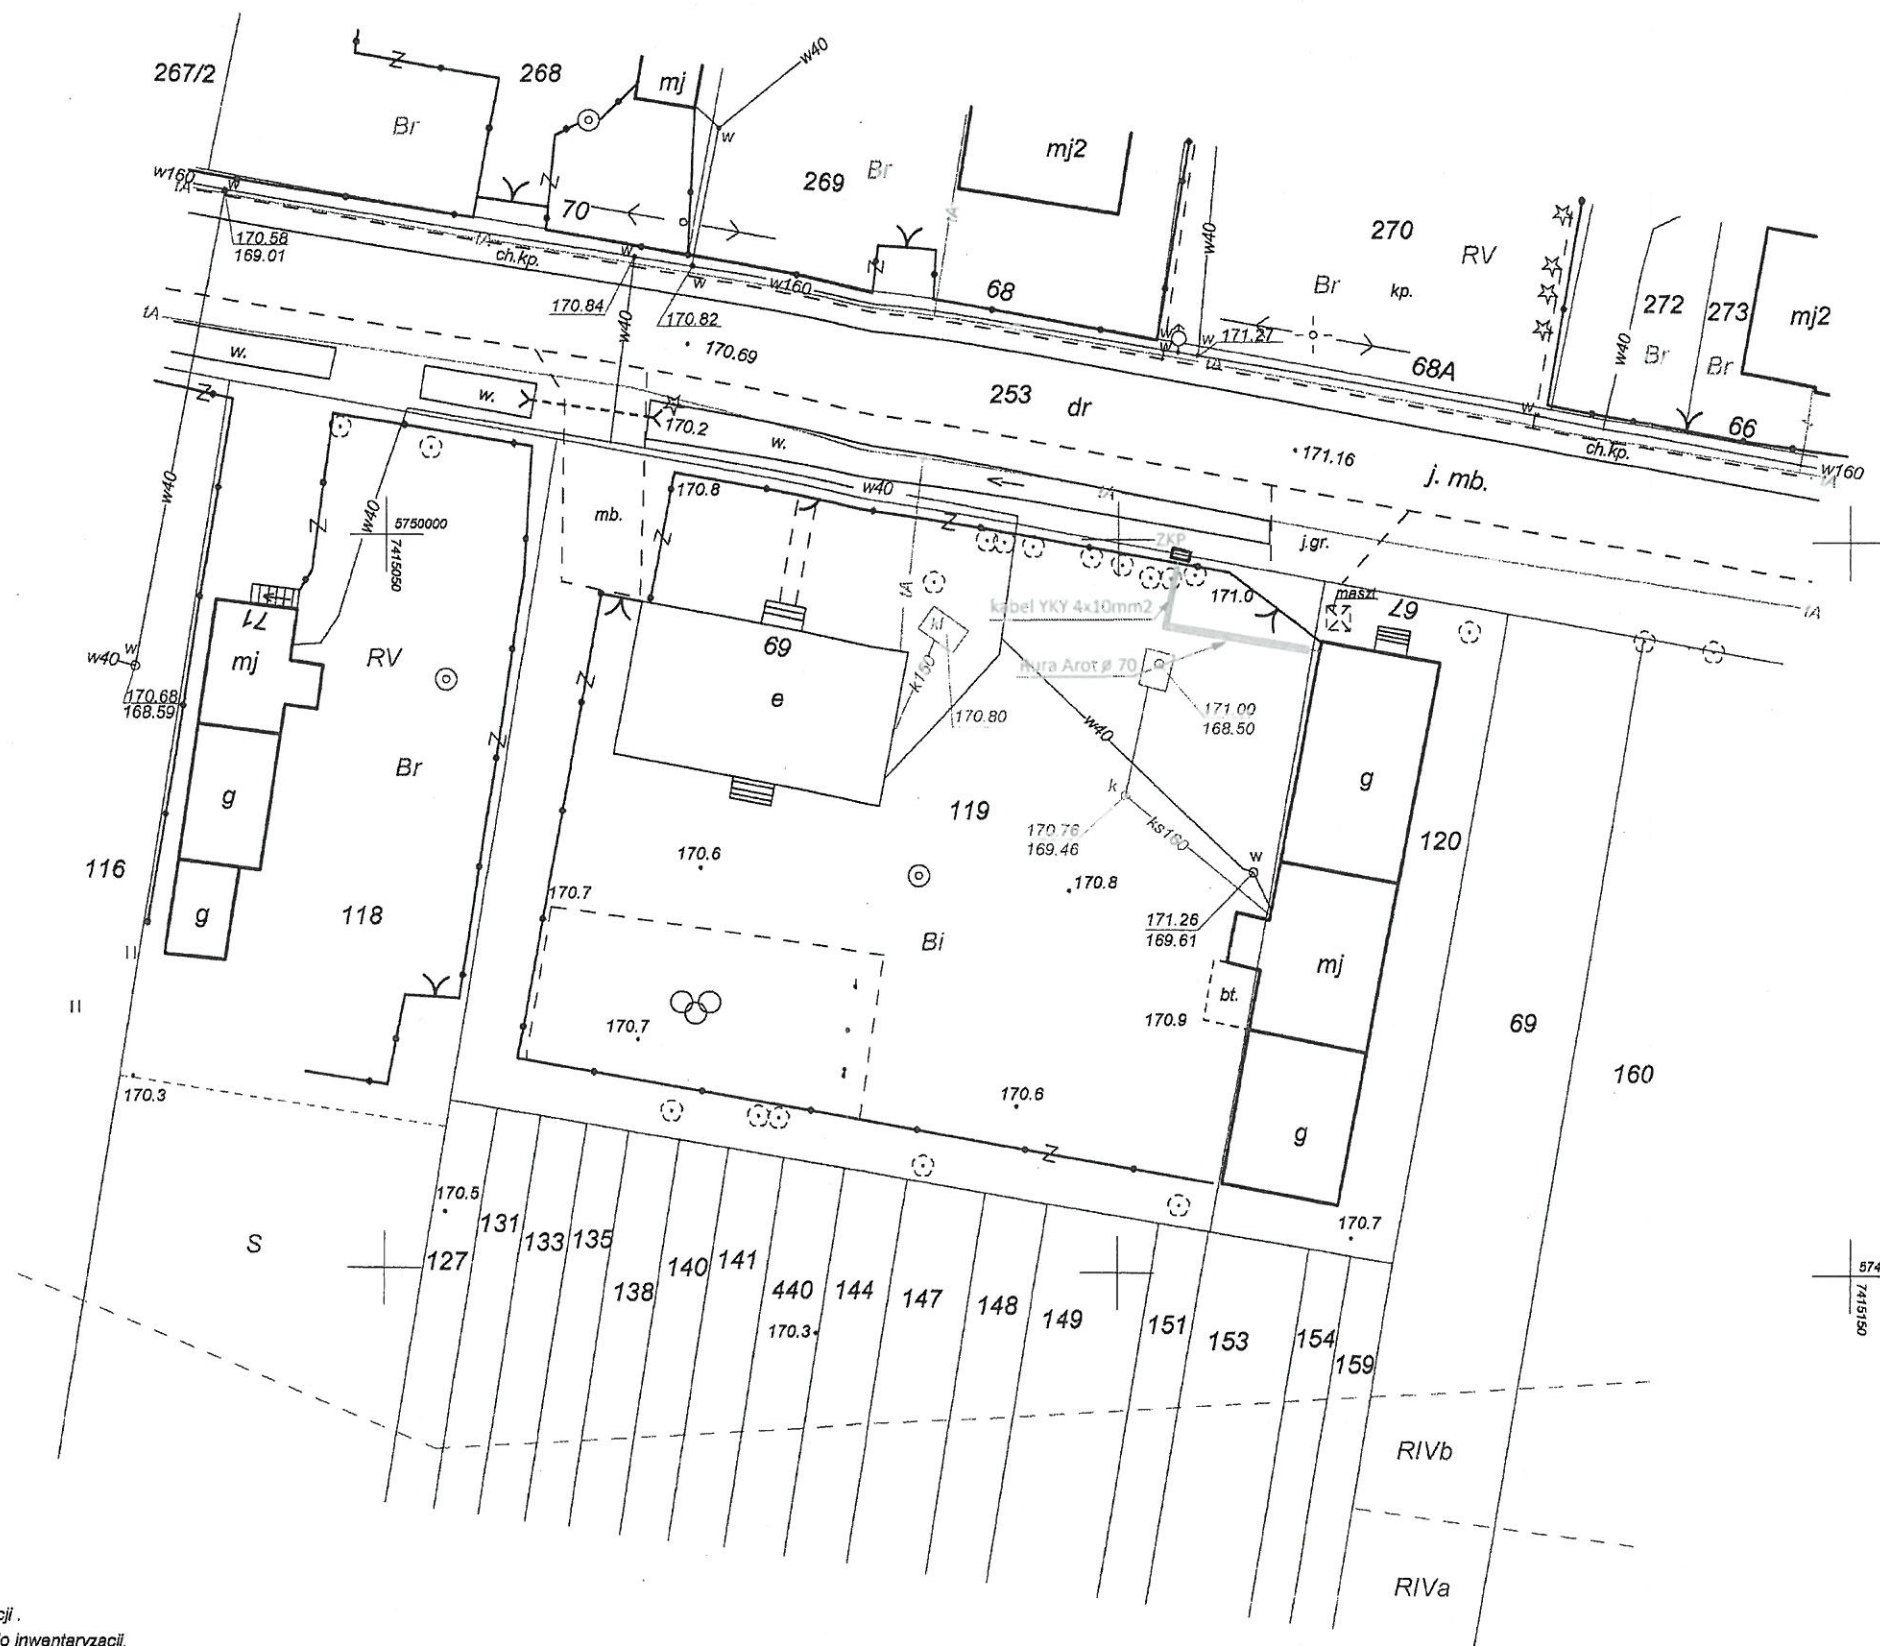 267/2
268
mj
w40
Br
w
mj2
269
Br
w160
tA
w
70
270
RV
w40
170.58
169.01
tA
ch.kp.
w
w
w160
68
Br
kp.
272
273
mj2
Br
Br
w40
170.84
170.82
w40
170.69
w
w
w
171.27
tA
68A
tA
w.
w.
253
dr
w
66
170.2
w.
171.16
ch.kp.
w160
tA
j. mb.
w40
w40
170.8
w40
tA
mb.
5750000
7415050
ZKP
j.gr.
tA
kabel YKY 4x10mm2
171.0
maszt
67
tA
71
mj
RV
69
e
kł
k150
rura Arot ø 70
w
w40
170.68
168.59
170.80
171.00
168.50
w40
Br
g
119
k
g
170.76
169.46
ks160
120
116
170.6
w
170.7
170.8
118
g
171.26
169.61
Bi
mj
bt.
170.7
170.9
69
160
170.3
170.6
g
170.5
131
133
135
170.7
S
127
138
140
141
440
144
147
148
149
151
153
154
159
170.3
574
7415150
RIVb
RIVa
cji .
o inwentaryzacji.